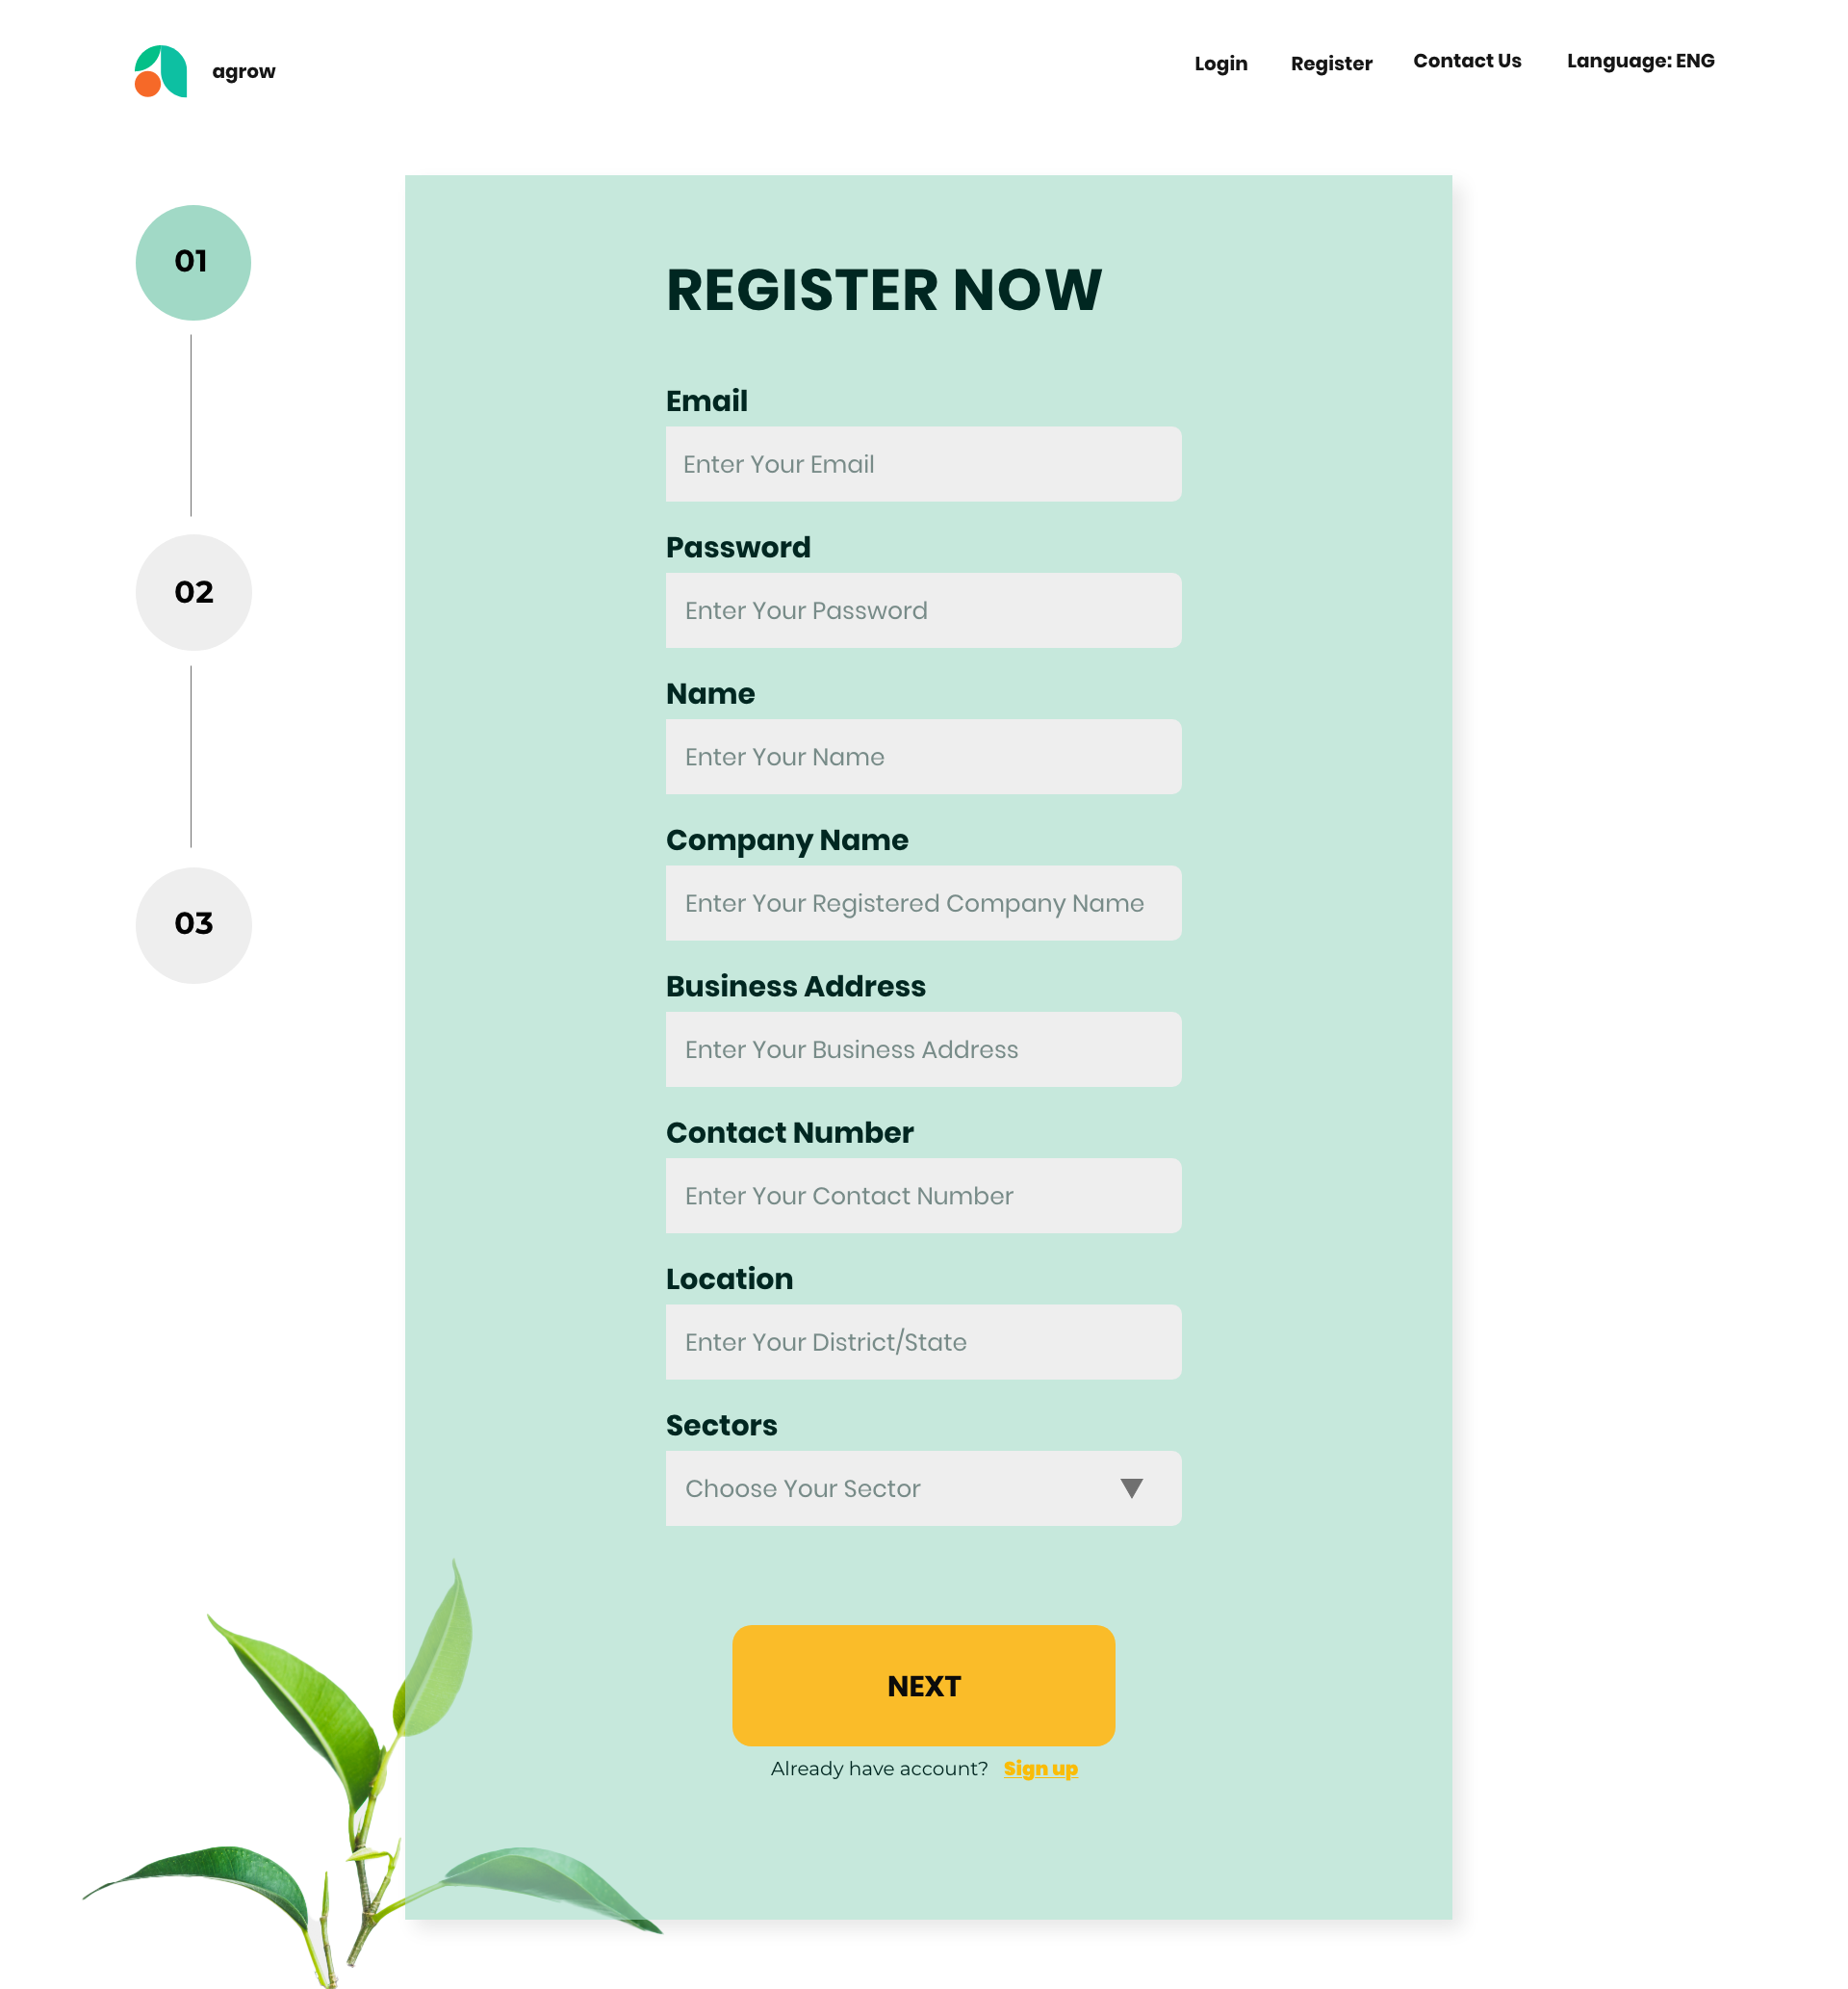 agrow
Login Register Contact Us Language: ENG
01
REGISTER NOW
Email
Enter Your Email
02
Password
Enter Your Password
Name
Enter Your Name
03
Company Name
Enter Your Registered Company Name
Business Address
Enter Your Business Address
Contact Number
Enter Your Contact Number
Location
Enter Your District/State
Sectors
Choose Your Sector
NEXT
Already have account? Sign up